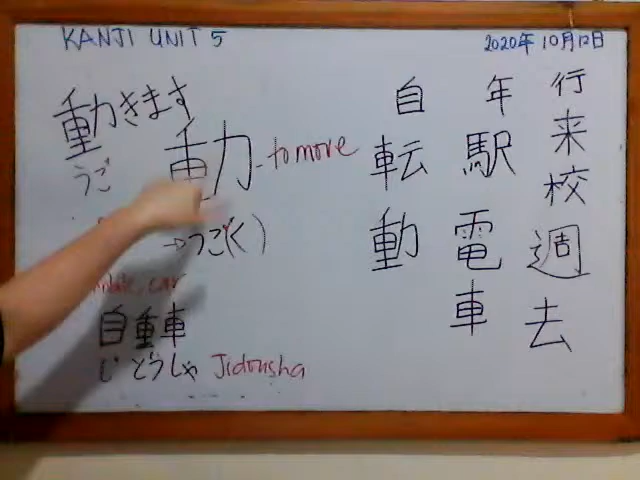 KANJI UNIT 5
2020年10月12日
動きます
うご
動 - to move
→うご(く)
car
自重車
じどうしゃ Jidousha
行来校週去
年駅電車
自転動